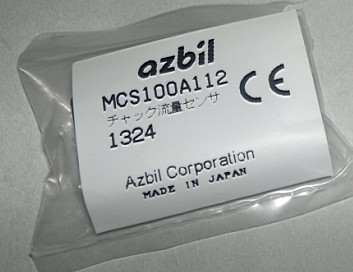 azbil
MCS100A112
チャック流量センサ
CE
1324
Azbil Corporation
MADE IN JAPAN